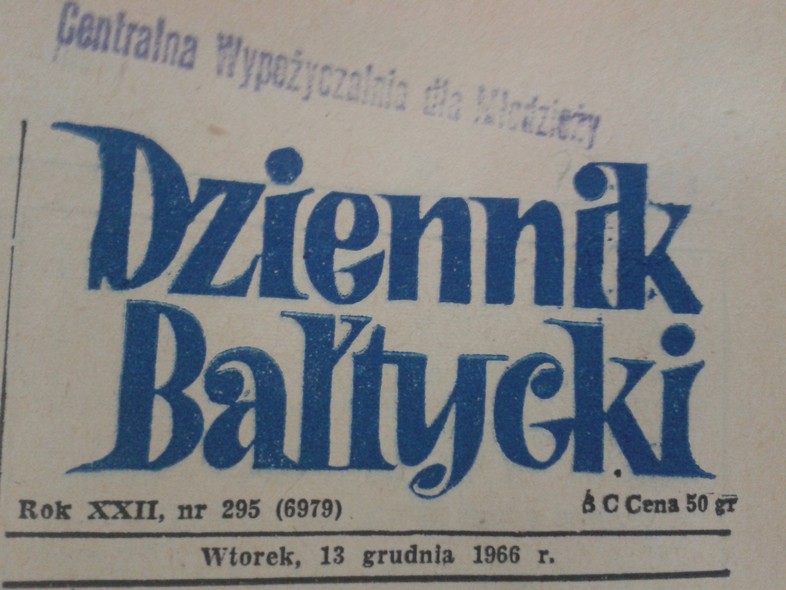 Centralna Wypożyczalnia dla Młodzieży
Dziennik
Bałtycki
Rok XXII, nr 295 (6979)
C Cena 50 gr
Wtorek, 13 grudnia 1966 r.